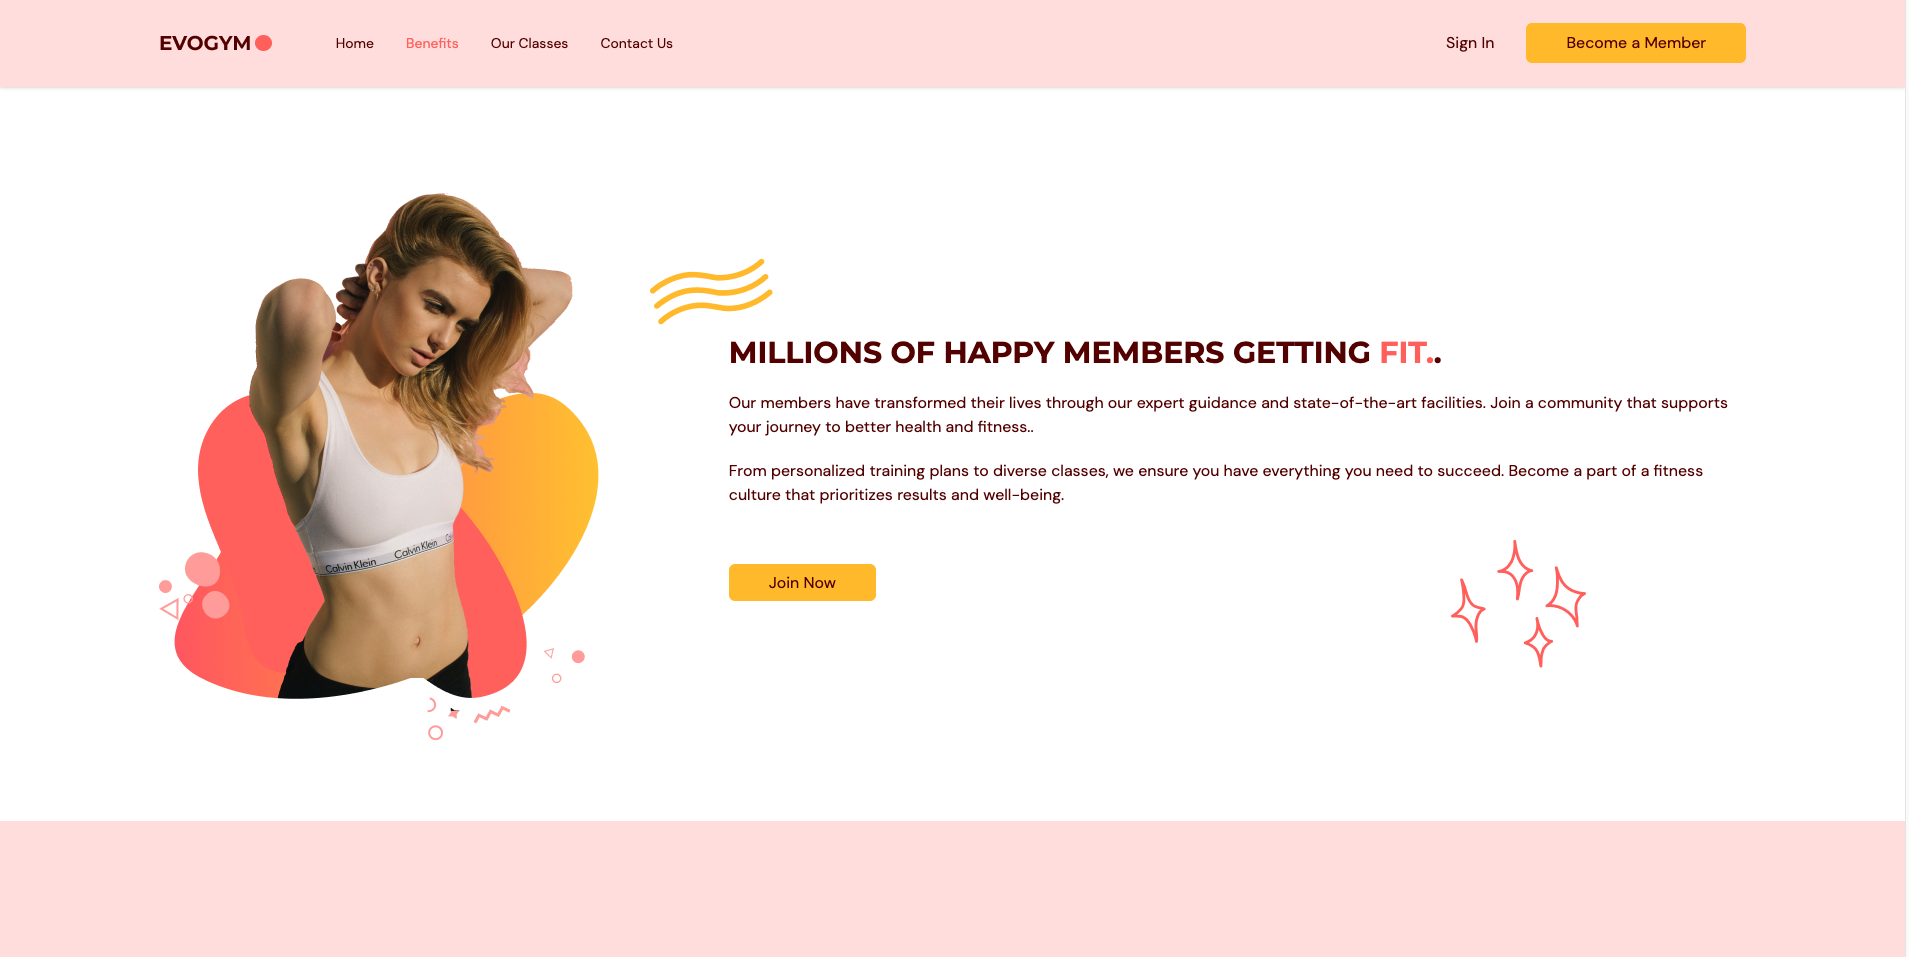 EVOGYM
Home Benefits Our Classes Contact Us
Sign In Become a Member
MILLIONS OF HAPPY MEMBERS GETTING FIT..
Our members have transformed their lives through our expert guidance and state-of-the-art facilities. Join a community that supports
your journey to better health and fitness..
From personalized training plans to diverse classes, we ensure you have everything you need to succeed. Become a part of a fitness
culture that prioritizes results and well-being.
Join Now
Calvin Klein Calvin Klein